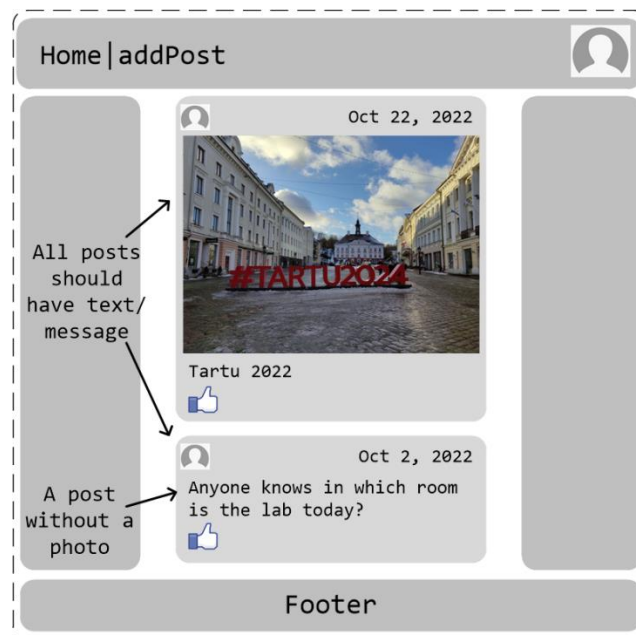 Home|addPost
Oct 22, 2022
#TARTU2024
Tartu 2022
All posts
should
have text/
message
Oct 2, 2022
Anyone knows in which room
is the lab today?
A post
without a
photo
Footer